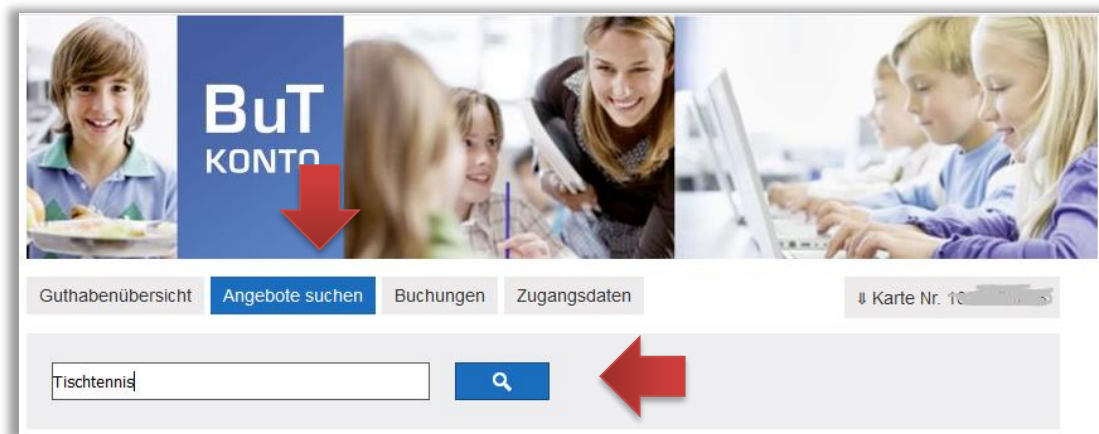 BuT
KONTO
Guthabenübersicht Angebote suchen Buchungen Zugangsdaten ⇓ Karte Nr.
Tischtennis